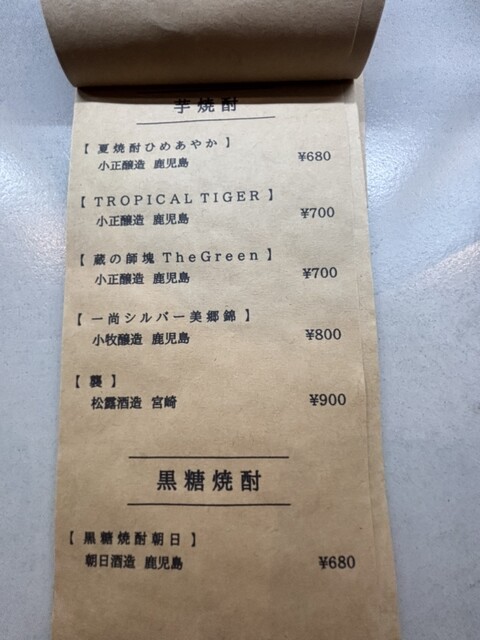 芋焼酎
【 夏焼酎ひめあやか 】
小正醸造 鹿児島 ¥680
【 TROPICAL TIGER 】
小正醸造 鹿児島 ¥700
【 蔵の師魂 TheGreen 】
小正醸造 鹿児島 ¥700
【 一尚シルバー美郷錦 】
小牧醸造 鹿児島 ¥800
【 襲 】
松露酒造 宮崎 ¥900
黒糖焼酎
【 黒糖焼酎朝日 】
朝日酒造 鹿児島 ¥680